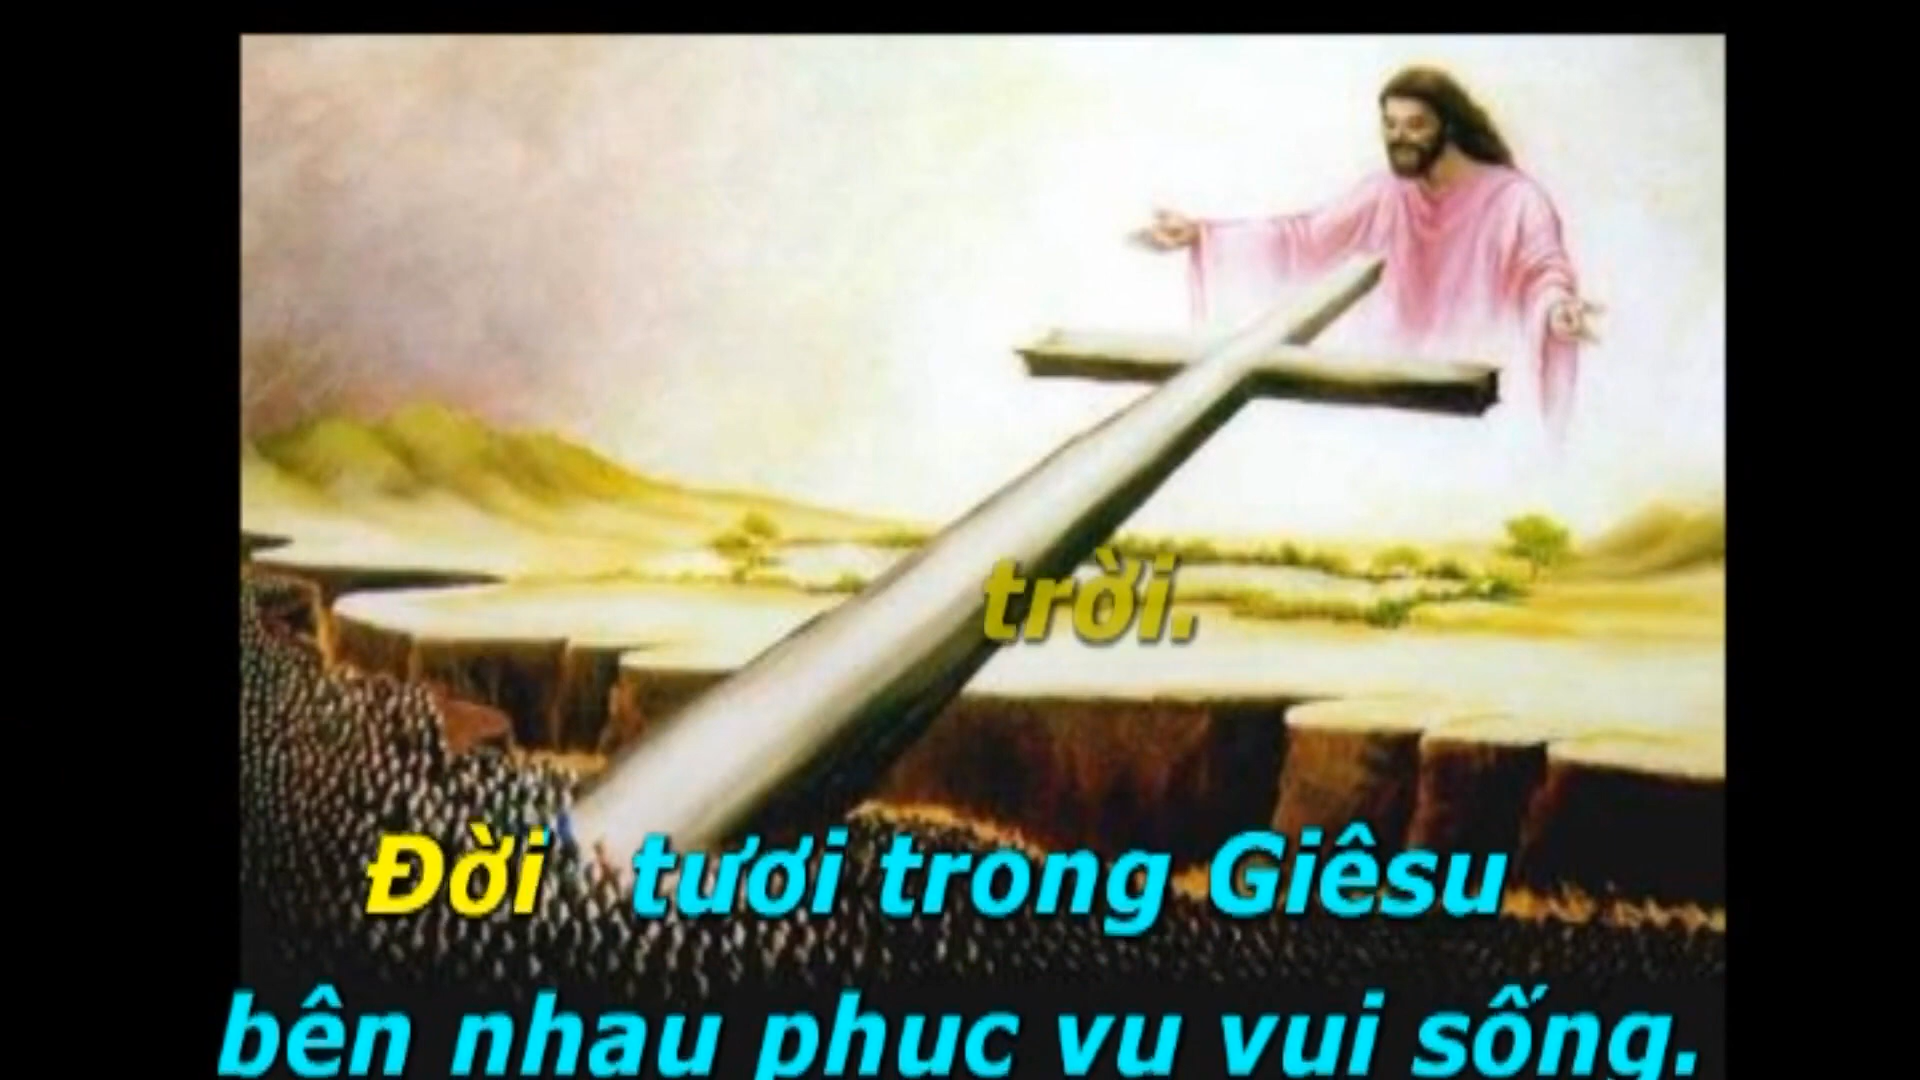 trời.
Đời tươi trong Giêsu
bên nhau phục vụ vui sống.